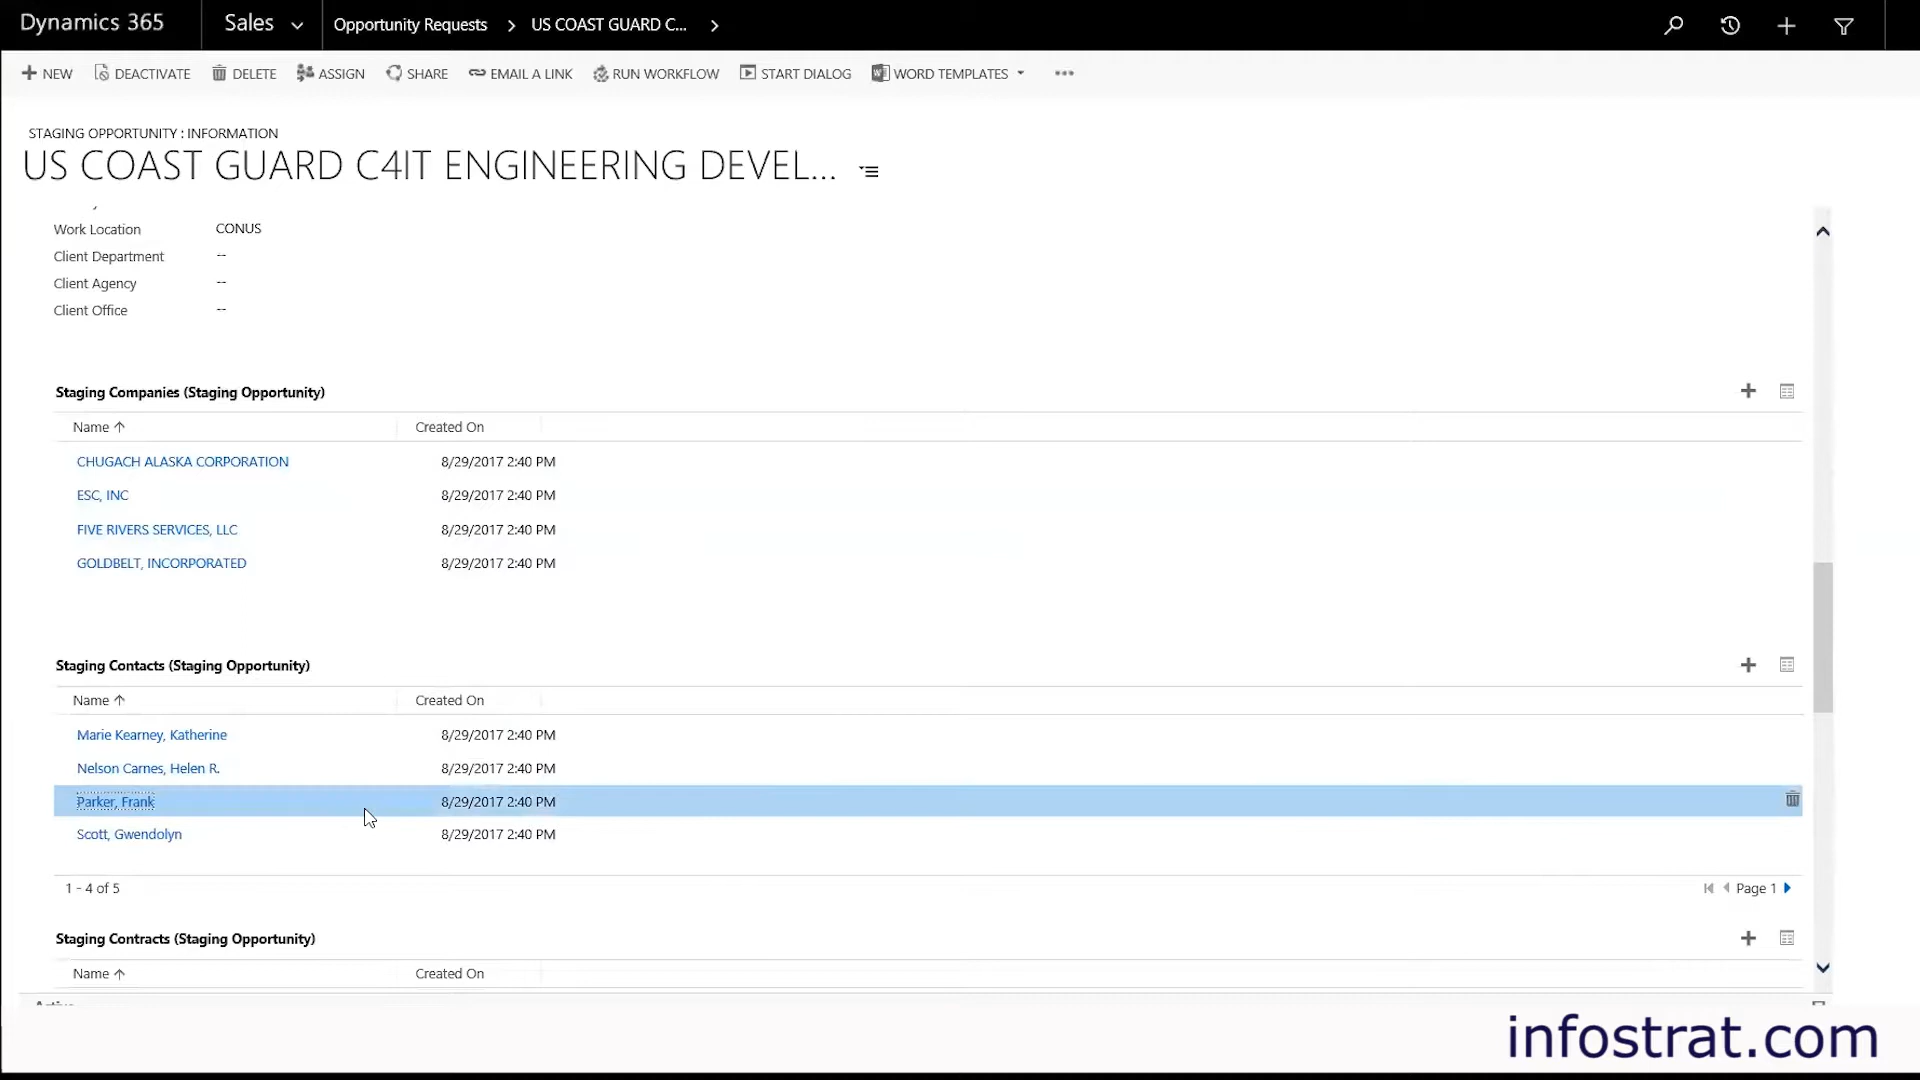 Dynamics 365 Sales Opportunity Requests US COAST GUARD C...
NEW DEACTIVATE DELETE ASSIGN SHARE EMAIL A LINK RUN WORKFLOW START DIALOG WORD TEMPLATES
STAGING OPPORTUNITY : INFORMATION
US COAST GUARD C4IT ENGINEERING DEVEL...
Work Location CONUS
Client Department --
Client Agency --
Client Office --
Staging Companies (Staging Opportunity)
Name Created On
CHUGACH ALASKA CORPORATION 8/29/2017 2:40 PM
ESC, INC 8/29/2017 2:40 PM
FIVE RIVERS SERVICES, LLC 8/29/2017 2:40 PM
GOLDBELT, INCORPORATED 8/29/2017 2:40 PM
Staging Contacts (Staging Opportunity)
Name Created On
Marie Kearney, Katherine 8/29/2017 2:40 PM
Nelson Carnes, Helen R. 8/29/2017 2:40 PM
Parker, Frank 8/29/2017 2:40 PM
Scott, Gwendolyn 8/29/2017 2:40 PM
1 - 4 of 5 Page 1
Staging Contracts (Staging Opportunity)
Name Created On
infostrat.com